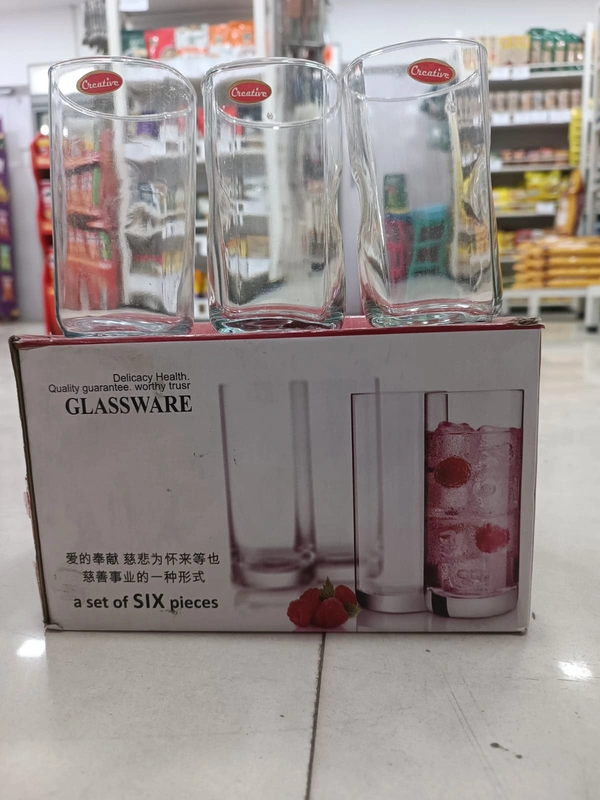 Creative
Creative
Creative
Delicacy Health.
Quality guarantee. worthy trusr
GLASSWARE
爱的奉献 慈悲为怀来等也
慈善事业的一种形式
a set of SIX pieces